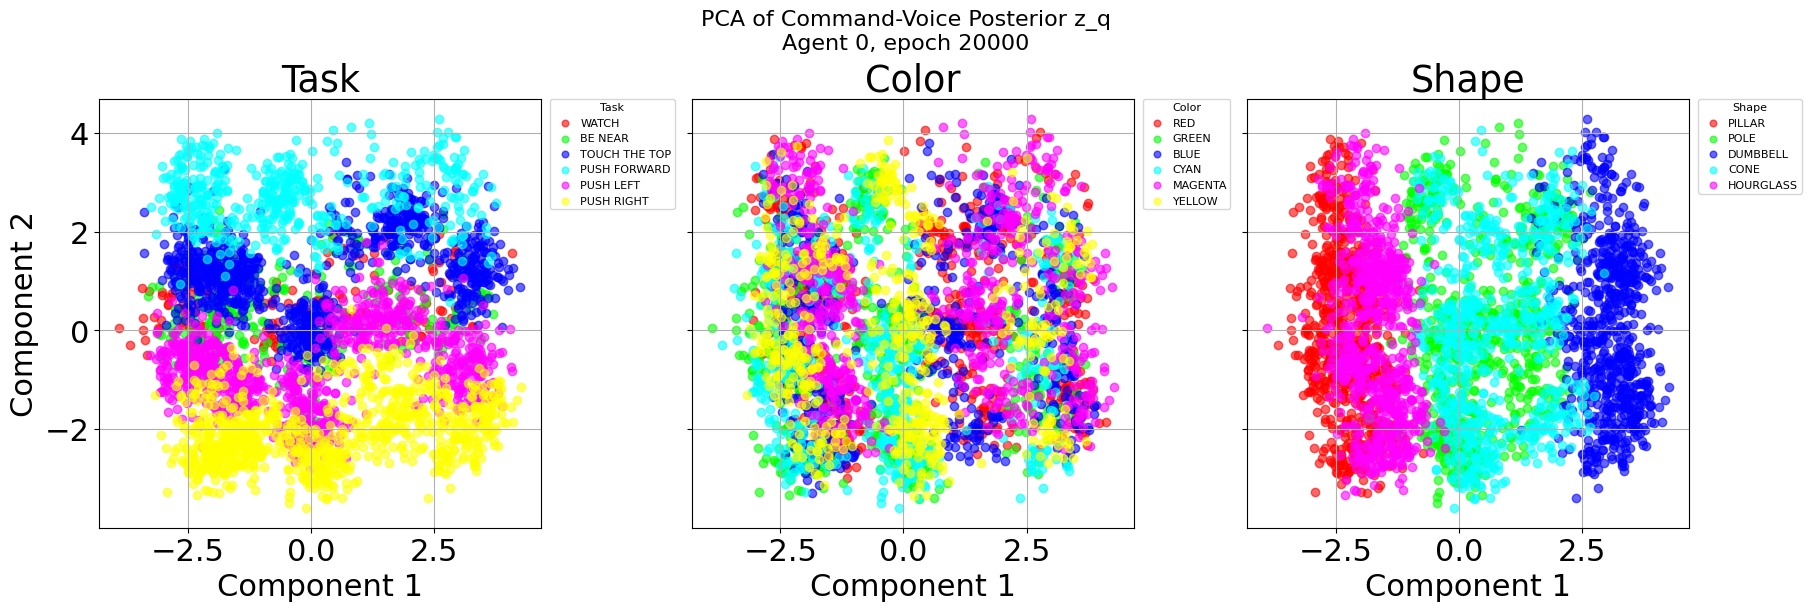 PCA of Command-Voice Posterior z_q
Agent 0, epoch 20000
Task
Component 2
4
2
0
−2
−2.5 0.0 2.5
Component 1
Task
WATCH
BE NEAR
TOUCH THE TOP
PUSH FORWARD
PUSH LEFT
PUSH RIGHT
Color
−2.5 0.0 2.5
Component 1
Color
RED
GREEN
BLUE
CYAN
MAGENTA
YELLOW
Shape
−2.5 0.0 2.5
Component 1
Shape
PILLAR
POLE
DUMBBELL
CONE
HOURGLASS